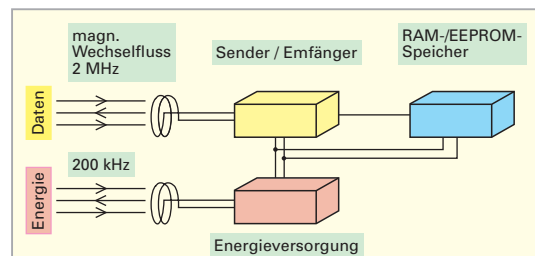 magn.
Wechselfluss
2 MHz
Sender / Emfänger
RAM-/EEPROM-
Speicher
Daten
200 kHz
Energie
Energieversorgung